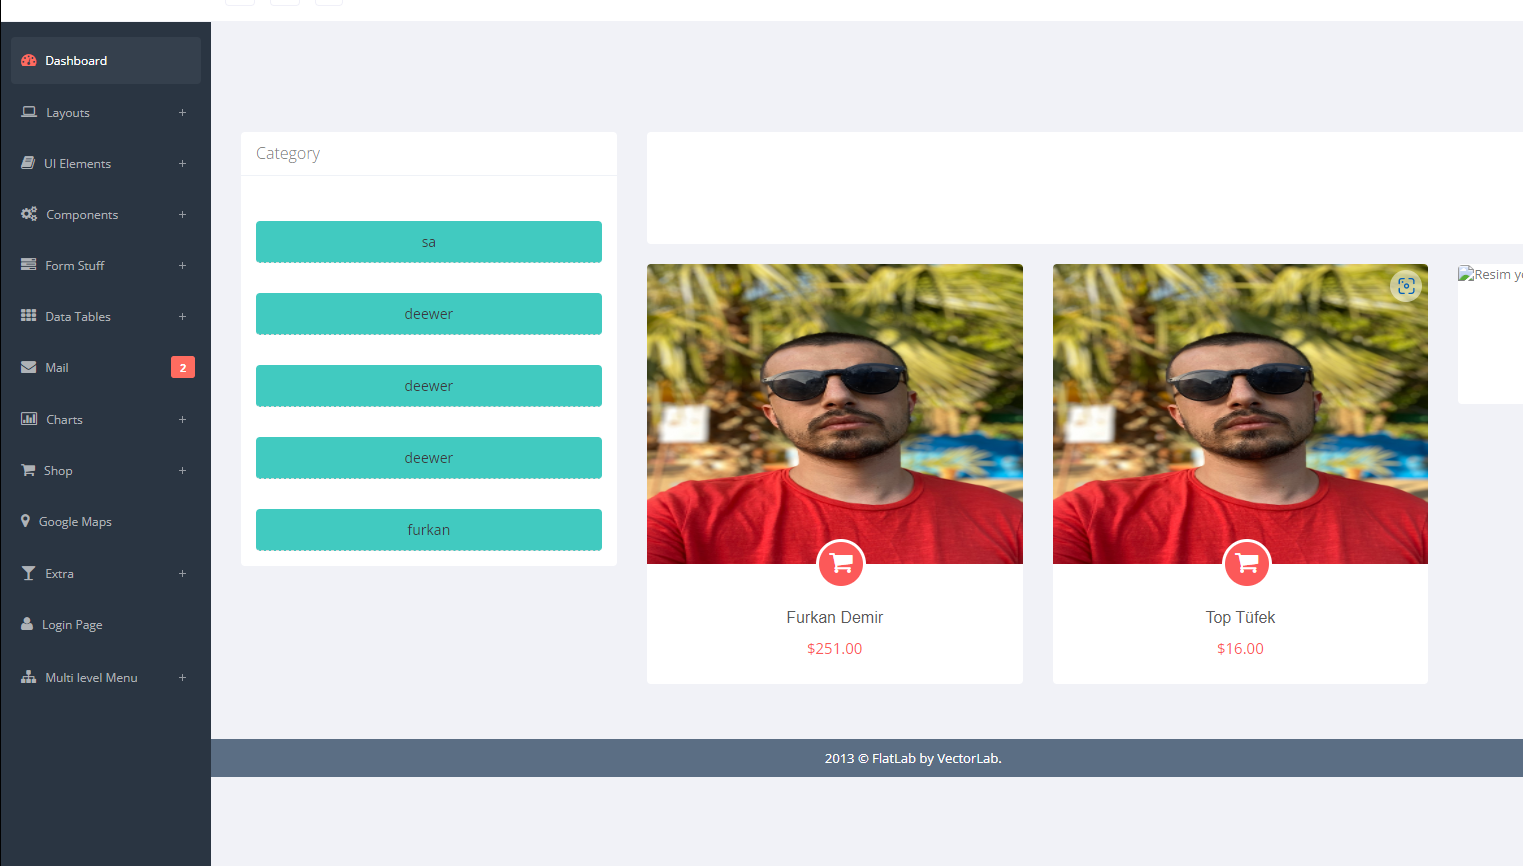 Dashboard
Layouts
UI Elements
Components
Form Stuff
Data Tables
Mail
2
Charts
Shop
Google Maps
Extra
Login Page
Multi level Menu
Category
sa
deewer
deewer
deewer
furkan
Furkan Demir
$251.00
Top Tüfek
$16.00
Resim
2013 © FlatLab by VectorLab.